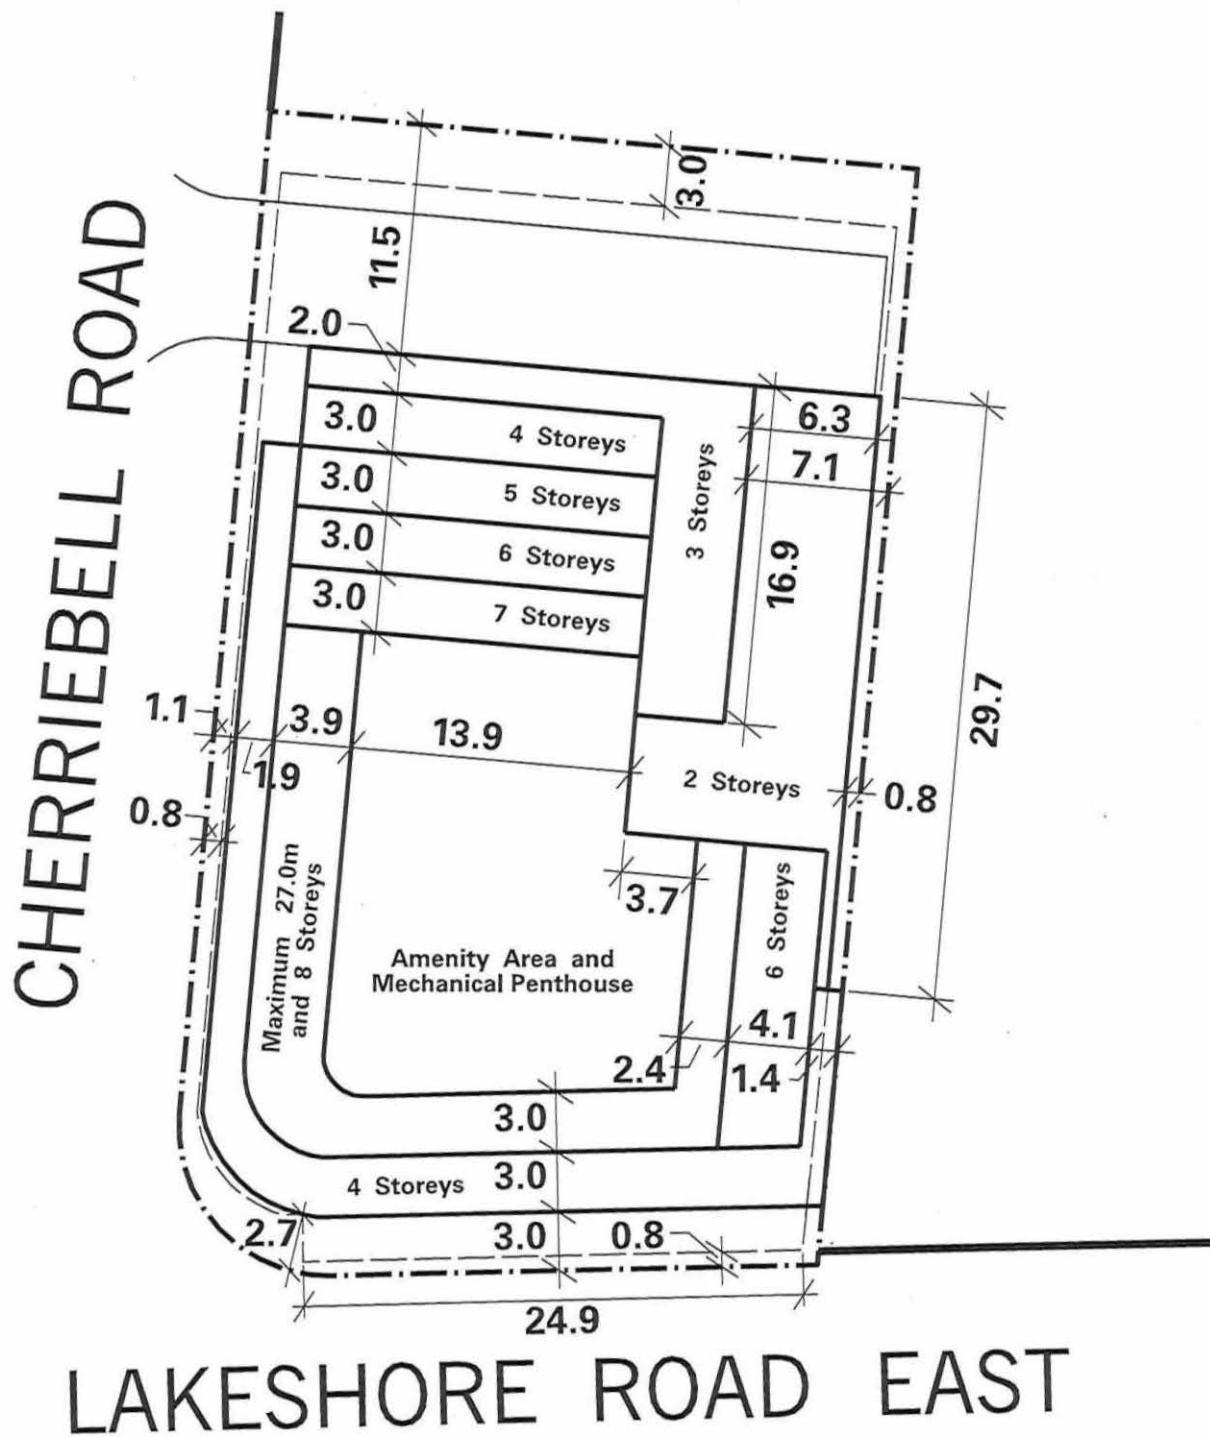 3.0
CHERRIEBELL ROAD
11.5
2.0
3.0
4 Storeys
6.3
3.0
5 Storeys
3 Storeys
7.1
3.0
6 Storeys
16.9
3.0
7 Storeys
29.7
1.1
3.9
13.9
1.9
2 Storeys
0.8
0.8
Maximum 27.0m
and 8 Storeys
3.7
6 Storeys
Amenity Area and
Mechanical Penthouse
4.1
2.4
1.4
3.0
4 Storeys
3.0
2.7
3.0
0.8
24.9
LAKESHORE ROAD EAST